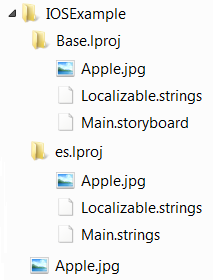 IOSExample
Base.lproj
Apple.jpg
Localizable.strings
Main.storyboard
es.lproj
Apple.jpg
Localizable.strings
Main.strings
Apple.jpg